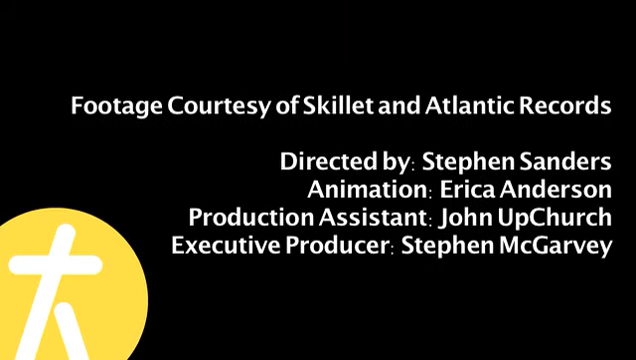 Footage Courtesy of Skillet and Atlantic Records
Directed by: Stephen Sanders
Animation: Erica Anderson
Production Assistant: John UpChurch
Executive Producer: Stephen McGarvey